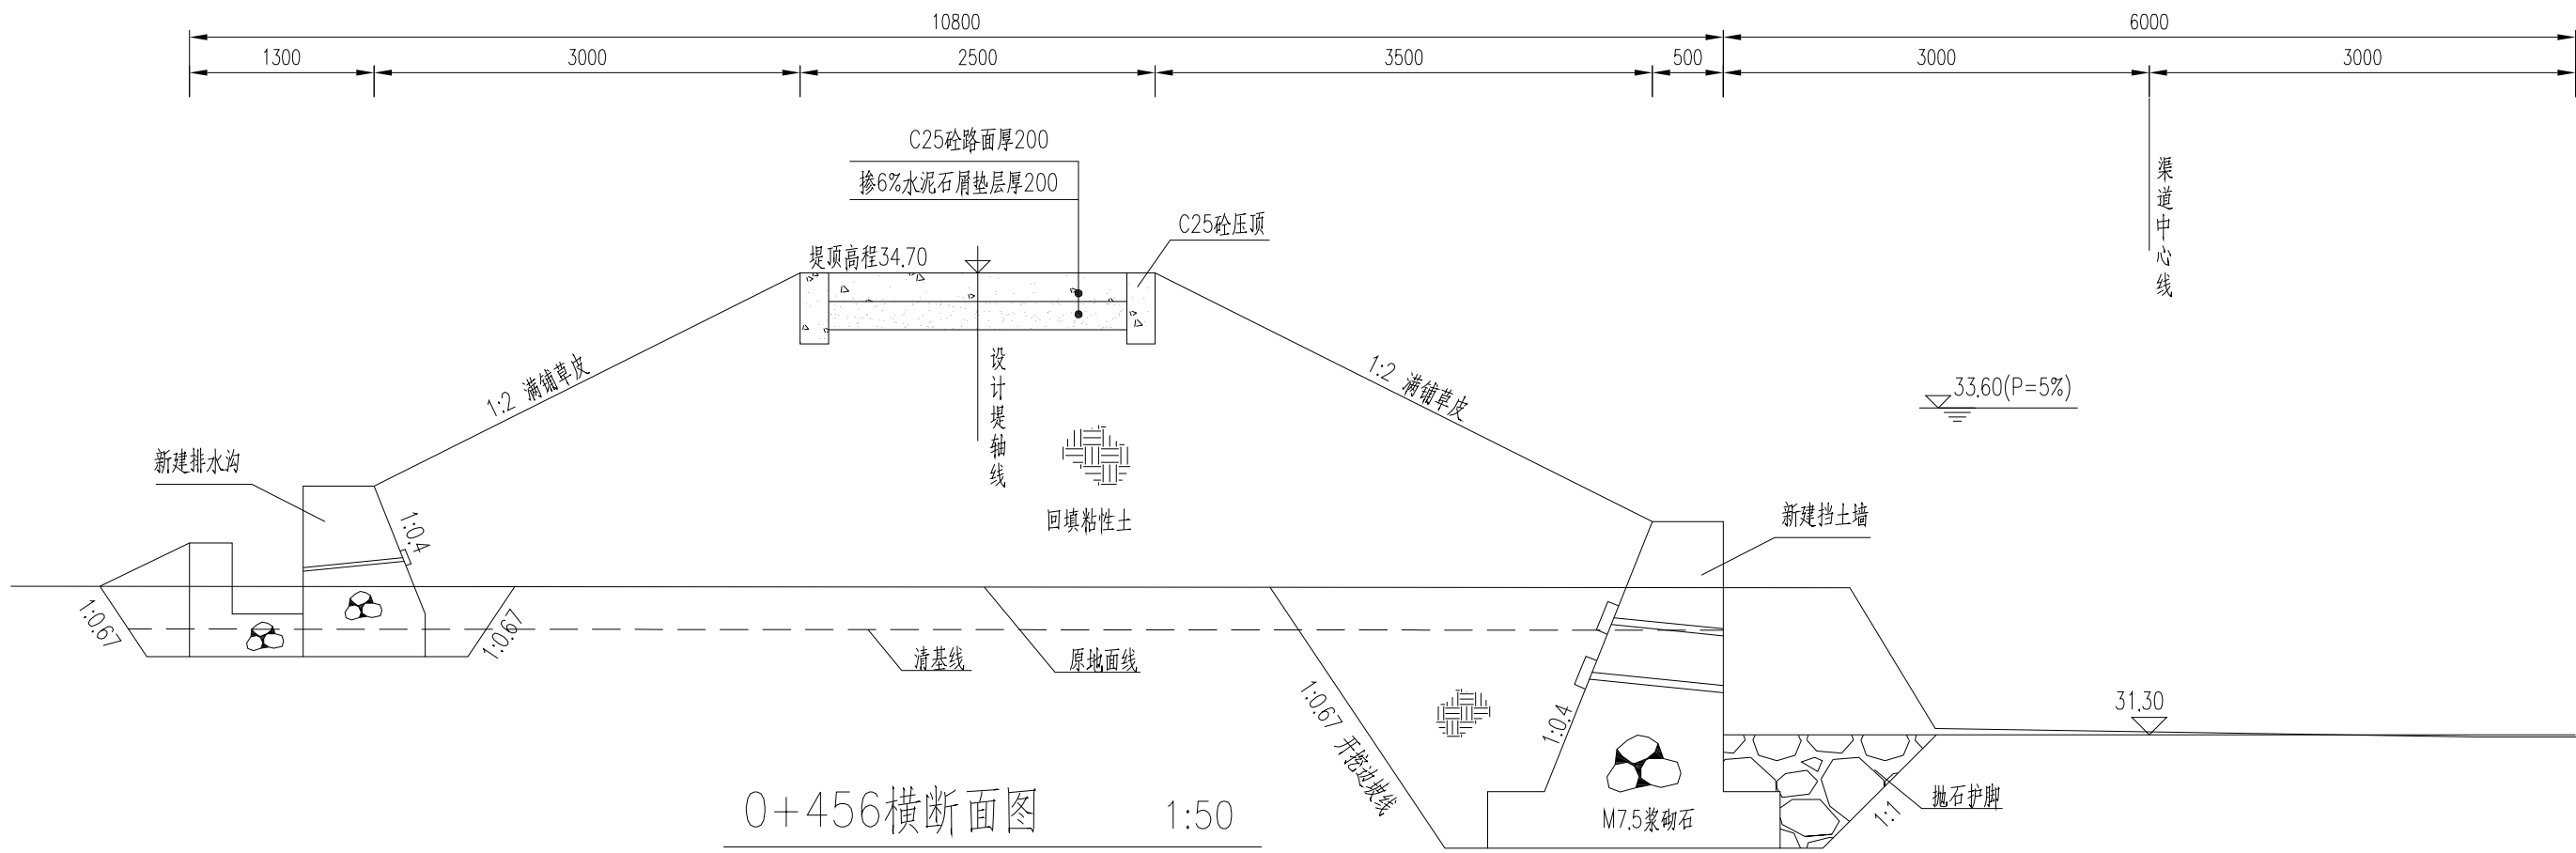 10800
6000
1300
3000
2500
3500
500
3000
3000
C25砼路面厚200
掺6%水泥石屑垫层厚200
C25砼压顶
渠道中心线
堤顶高程34.70
设计堤轴线
1:2 满铺草皮
1:2 满铺草皮
33.60(P=5%)
新建排水沟
1:0.4
回填粘性土
新建挡土墙
1:0.67
1:0.67
清基线
原地面线
1:0.67 开挖边坡线
1:0.4
31.30
M7.5浆砌石
抛石护脚
1:1
0+456横断面图 1:50